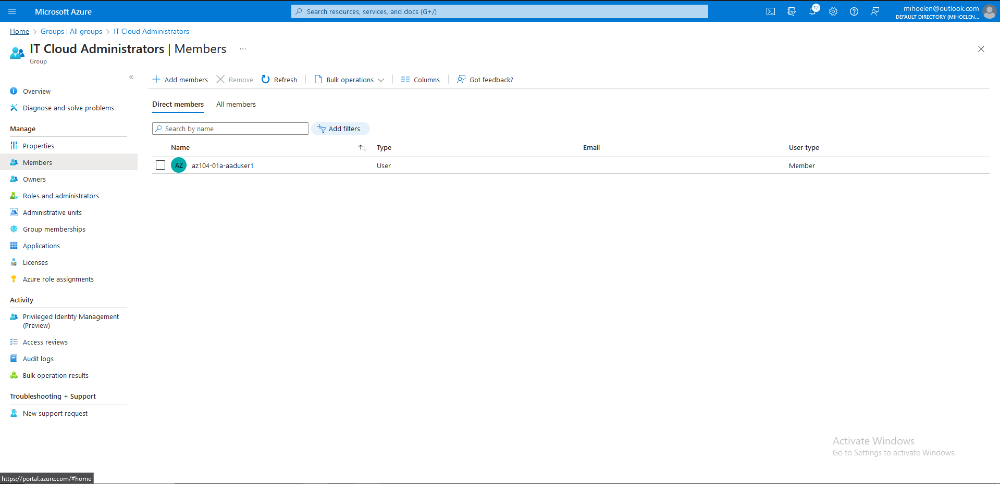 Microsoft Azure
Search resources, services, and docs (G+/)
12
mihoelen@outlook.com
DEFAULT DIRECTORY (MIHOELEN...
Home > Groups | All groups > IT Cloud Administrators
IT Cloud Administrators | Members ...
Group
«
Add members Remove Refresh Bulk operations Columns Got feedback?
Overview
Diagnose and solve problems
Manage
Properties
Members
Owners
Roles and administrators
Administrative units
Group memberships
Applications
Licenses
Azure role assignments
Activity
Privileged Identity Management
(Preview)
Access reviews
Audit logs
Bulk operation results
Troubleshooting + Support
New support request
Direct members All members
Search by name Add filters
Name Type Email User type
AZ az104-01a-aaduser1 User Member
Activate Windows
Go to Settings to activate Windows.
https://portal.azure.com/#home